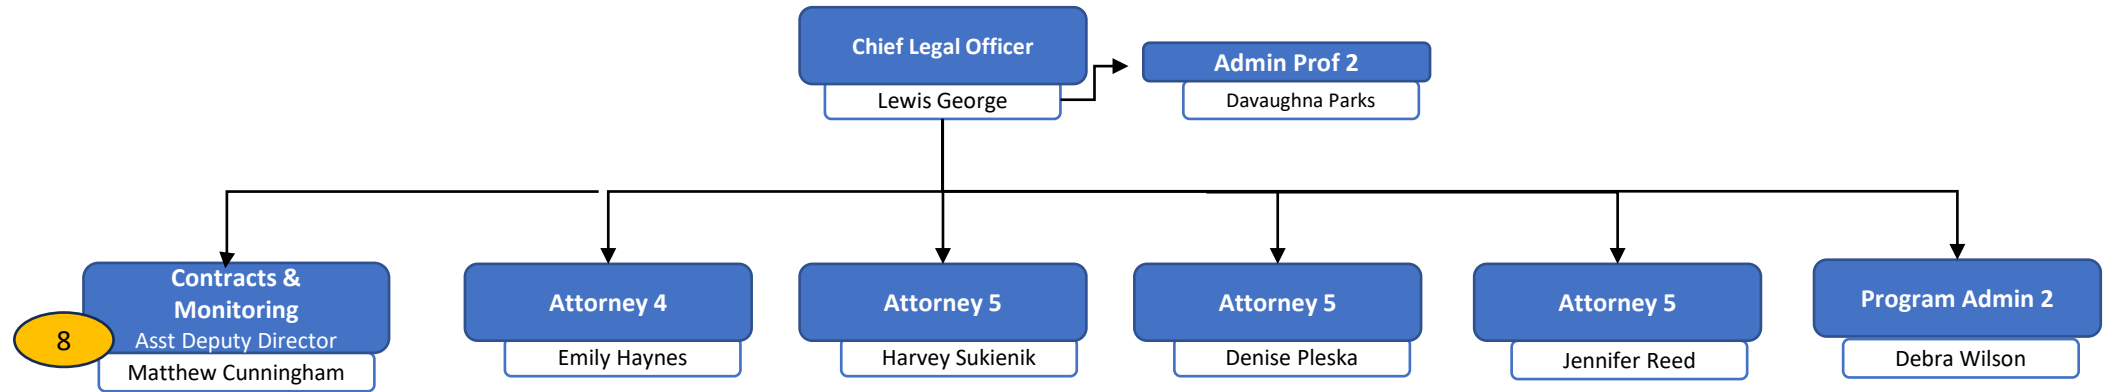 Chief Legal Officer
Lewis George
Admin Prof 2
Davaughna Parks
Contracts &
Monitoring
Asst Deputy Director
Matthew Cunningham
8
Attorney 4
Emily Haynes
Attorney 5
Harvey Sukienik
Attorney 5
Denise Pleska
Attorney 5
Jennifer Reed
Program Admin 2
Debra Wilson